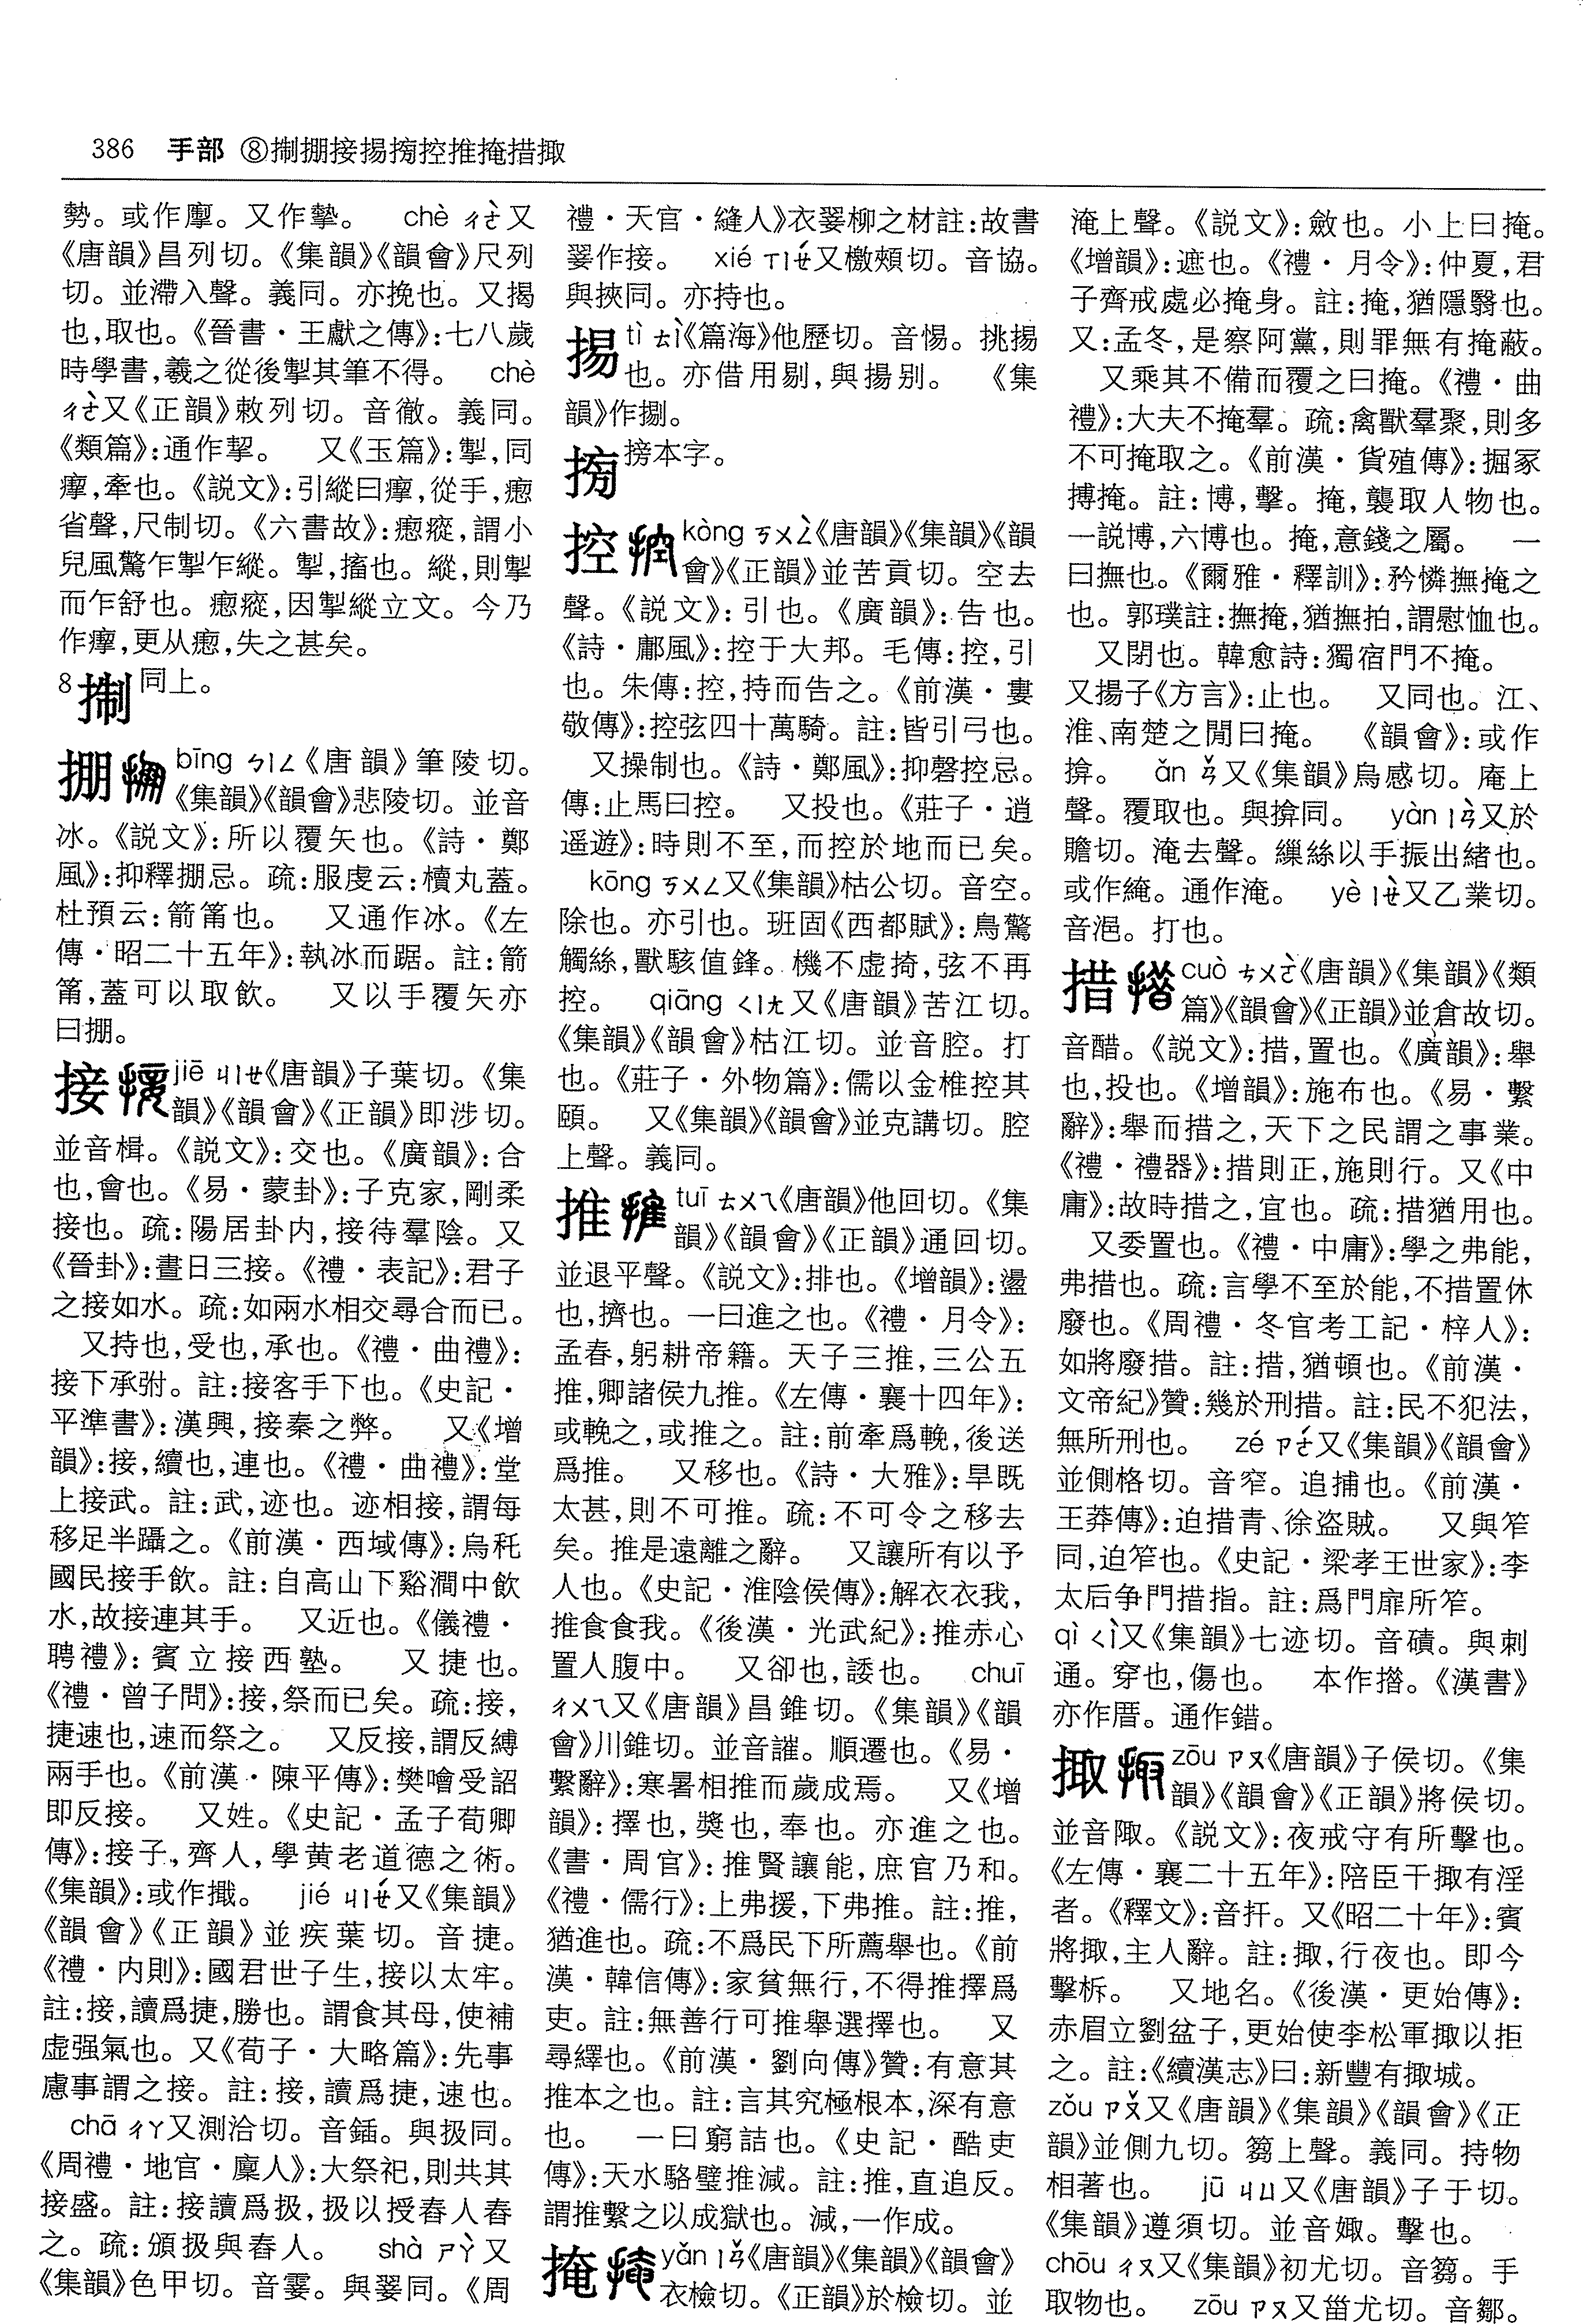 386 手部 ⑧㨅掤接掦㧍控推掩措掫
勢。或作㢓。又作摯。 chè ㄔㄜˋ又
《唐韻》昌列切。《集韻》《韻會》尺列
切。並滯入聲。義同。亦挽也。又揭
也,取也。《晉書·王獻之傳》:七八歲
時學書,羲之從後掣其筆不得。 chè
ㄔㄜˋ又《正韻》敕列切。音徹。義同。
《類篇》:通作挈。 又《玉篇》:掣,同
瘳,牽也。《説文》:引縱曰
省聲,尺制切。《六書故》:瘛瘲,謂小
兒風驚乍掣乍縱。掣,搐也。縱,則掣
而乍舒也。瘛瘲,因掣縱立文。今乃
更从瘛,失之甚矣。
8 同上。
掤 bīng ㄅㄧㄥ《唐韻》筆陵切。
《集韻》《韻會》悲陵切。並音
冰。《説文》:所以覆矢也。《詩·鄭
風》:抑釋掤忌。疏:服虔云:櫝丸蓋。
杜預云:箭筩也。 又通作冰。《左
傳·昭二十五年》:執冰而踞。註:箭
筩,蓋可以取飲。 又以手覆矢亦
曰掤。
接 jiē ㄐㄧㄝ《唐韻》子葉切。《集
韻》《韻會》《正韻》即涉切。
並音楫。《説文》:交也。《廣韻》:合
也,會也。《易·蒙卦》:子克家,剛柔
接也。疏:陽居卦内,接待羣陰。又
《晉卦》:晝日三接。《禮·表記》:君子
之接如水。疏:如兩水相交尋合而已。
又持也,受也,承也。《禮·曲禮》:
接下承弣。註:接客手下也。《史記·
平準書》:漢興,接秦之弊。 又《增
韻》:接,續也,連也。《禮·曲禮》:堂
上接武。註:武,迹也。迹相接,謂每
移足半躡之。《前漢·西域傳》:烏秅
國民接手飲。註:自高山下谿澗中飲
水,故接連其手。 又近也。《儀禮·
聘禮》:賓立接西塾。 又捷也。
《禮·曾子問》:接,祭而已矣。疏:接,
捷速也,速而祭之。 又反接,謂反縛
兩手也。《前漢·陳平傳》:樊噲受詔
即反接。 又姓。《史記·孟子荀卿
傳》:接子,齊人,學黄老道德之術。
《集韻》:或作擑。 jié ㄐㄧㄝˊ又《集韻》
《韻會》《正韻》並疾葉切。音捷。
《禮·内則》:國君世子生,接以太牢。
註:接,讀爲捷,勝也。謂食其母,使補
虚强氣也。又《荀子·大略篇》:先事
慮事謂之接。註:接,讀爲捷,速也。
chā ㄔㄚ又測洽切。音鍤。與扱同。
《周禮·地官·廩人》:大祭祀,則共其
接盛。註:接讀爲扱,扱以授舂人舂
之。疏:頒扱與舂人。 shà ㄕㄚˋ又
《集韻》色甲切。音霎。與翣同。《周
禮·天官·縫人》衣翣柳之材註:故書
翣作接。 xié ㄒㄧㄝˊ又檄頰切。音協。
與挾同。亦持也。
掦 tì ㄊㄧˋ《篇海》他歷切。音惕。挑掦
也。亦借用剔,與揚别。 《集
韻》作捌。
搒本字。
控 kòng ㄎㄨㄥˋ《唐韻》《集韻》《韻
會》《正韻》並苦貢切。空去
聲。《説文》:引也。《廣韻》:告也。
《詩·鄘風》:控于大邦。毛傳:控,引
也。朱傳:控,持而告之。《前漢·婁
敬傳》:控弦四十萬騎。註:皆引弓也。
又操制也。《詩·鄭風》:抑磬控忌。
傳:止馬曰控。 又投也。《莊子·逍
遥遊》:時則不至,而控於地而已矣。
kōng ㄎㄨㄥ又《集韻》枯公切。音空。
除也。亦引也。班固《西都賦》:鳥驚
觸絲,獸駭值鋒。機不虚掎,弦不再
控。 qiāng ㄑㄧㄤ又《唐韻》苦江切。
《集韻》《韻會》枯江切。並音腔。打
也。《莊子·外物篇》:儒以金椎控其
頤。 又《集韻》《韻會》並克講切。腔
上聲。義同。
推 tuī ㄊㄨㄟ《唐韻》他回切。《集
韻》《韻會》《正韻》通回切。
並退平聲。《説文》:排也。《增韻》:盪
也,擠也。一曰進之也。《禮·月令》:
孟春,躬耕帝籍。天子三推,三公五
推,卿諸侯九推。《左傳·襄十四年》:
或輓之,或推之。註:前牽爲輓,後送
爲推。 又移也。《詩·大雅》:旱既
太甚,則不可推。疏:不可令之移去
矣。推是遠離之辭。 又讓所有以予
人也。《史記·淮陰侯傳》:解衣衣我,
推食食我。《後漢·光武紀》:推赤心
置人腹中。 又卻也,諉也。 chuī
ㄔㄨㄟ又《唐韻》昌錐切。《集韻》《韻
會》川錐切。並音蓷。順遷也。《易·
繫辭》:寒暑相推而歲成焉。 又《增
韻》:擇也,奬也,奉也。亦進之也。
《書·周官》:推賢讓能,庶官乃和。
《禮·儒行》:上弗援,下弗推。註:推,
猶進也。疏:不爲民下所薦舉也。《前
漢·韓信傳》:家貧無行,不得推擇爲
吏。註:無善行可推舉選擇也。 又
尋繹也。《前漢·劉向傳》贊:有意其
推本之也。註:言其究極根本,深有意
也。 一曰窮詰也。《史記·酷吏
傳》:天水駱璧推減。註:推,直追反。
謂推繫之以成獄也。減,一作成。
掩 yǎn ㄧㄢˇ《唐韻》《集韻》《韻會》
衣檢切。《正韻》於檢切。並
淹上聲。《説文》:斂也。小上曰掩。
《增韻》:遮也。《禮·月令》:仲夏,君
子齊戒處必掩身。註:掩,猶隱翳也。
又:孟冬,是察阿黨,則罪無有掩蔽。
又乘其不備而覆之曰掩。《禮·曲
禮》:大夫不掩羣。疏:禽獸羣聚,則多
不可掩取之。《前漢·貨殖傳》:掘冢
搏掩。註:博,擊。掩,襲取人物也。
一説博,六博也。掩,意錢之屬。 一
曰撫也。《爾雅·釋訓》:矜憐撫掩之
也。郭璞註:撫掩,猶撫拍,謂慰恤也。
又閉也。韓愈詩:獨宿門不掩。
又揚子《方言》:止也。 又同也。江、
淮、南楚之閒曰掩。 《韻會》:或作
揜。 ǎn ㄢˇ又《集韻》烏感切。庵上
聲。覆取也。與揜同。 yàn ㄧㄢˋ又於
贍切。淹去聲。繅絲以手振出緒也。
或作䌪。通作淹。 yè ㄧㄝˋ又乙業切。
音浥。打也。
措 cuò ㄘㄨㄛˋ《唐韻》《集韻》《類
篇》《韻會》《正韻》並倉故切。
音醋。《説文》:措,置也。《廣韻》:舉
也,投也。《增韻》:施布也。《易·繫
辭》:舉而措之,天下之民謂之事業。
《禮·禮器》:措則正,施則行。又《中
庸》:故時措之,宜也。疏:措猶用也。
又委置也。《禮·中庸》:學之弗能,
弗措也。疏:言學不至於能,不措置休
廢也。《周禮·冬官考工記·梓人》:
如將廢措。註:措,猶頓也。《前漢·
文帝紀》贊:幾於刑措。註:民不犯法,
無所刑也。 zé ㄗㄜˊ又《集韻》《韻會》
並側格切。音窄。追捕也。《前漢·
王莽傳》:迫措青、徐盗賊。 又與笮
同,迫笮也。《史記·梁孝王世家》:李
太后争門措指。註:爲門扉所笮。
qì ㄑㄧˋ又《集韻》七迹切。音磧。與刺
通。穿也,傷也。 本作㩇。《漢書》
亦作厝。通作錯。
掫 zōu ㄗㄡ《唐韻》子侯切。《集
韻》《韻會》《正韻》將侯切。
並音陬。《説文》:夜戒守有所擊也。
《左傳·襄二十五年》:陪臣干掫有淫
者。《釋文》:音扞。又《昭二十年》:賓
將掫,主人辭。註:掫,行夜也。即今
擊柝。 又地名。《後漢·更始傳》:
赤眉立劉盆子,更始使李松軍掫以拒
之。註:《續漢志》曰:新豐有掫城。
zǒu ㄗㄡˇ又《唐韻》《集韻》《韻會》《正
韻》並側九切。芻上聲。義同。持物
相著也。 jū ㄐㄩ又《唐韻》子于切。
《集韻》遵須切。並音娵。擊也。
chōu ㄔㄡ又《集韻》初尤切。音芻。手
取物也。 zōu ㄗㄡ又甾尤切。音鄒。